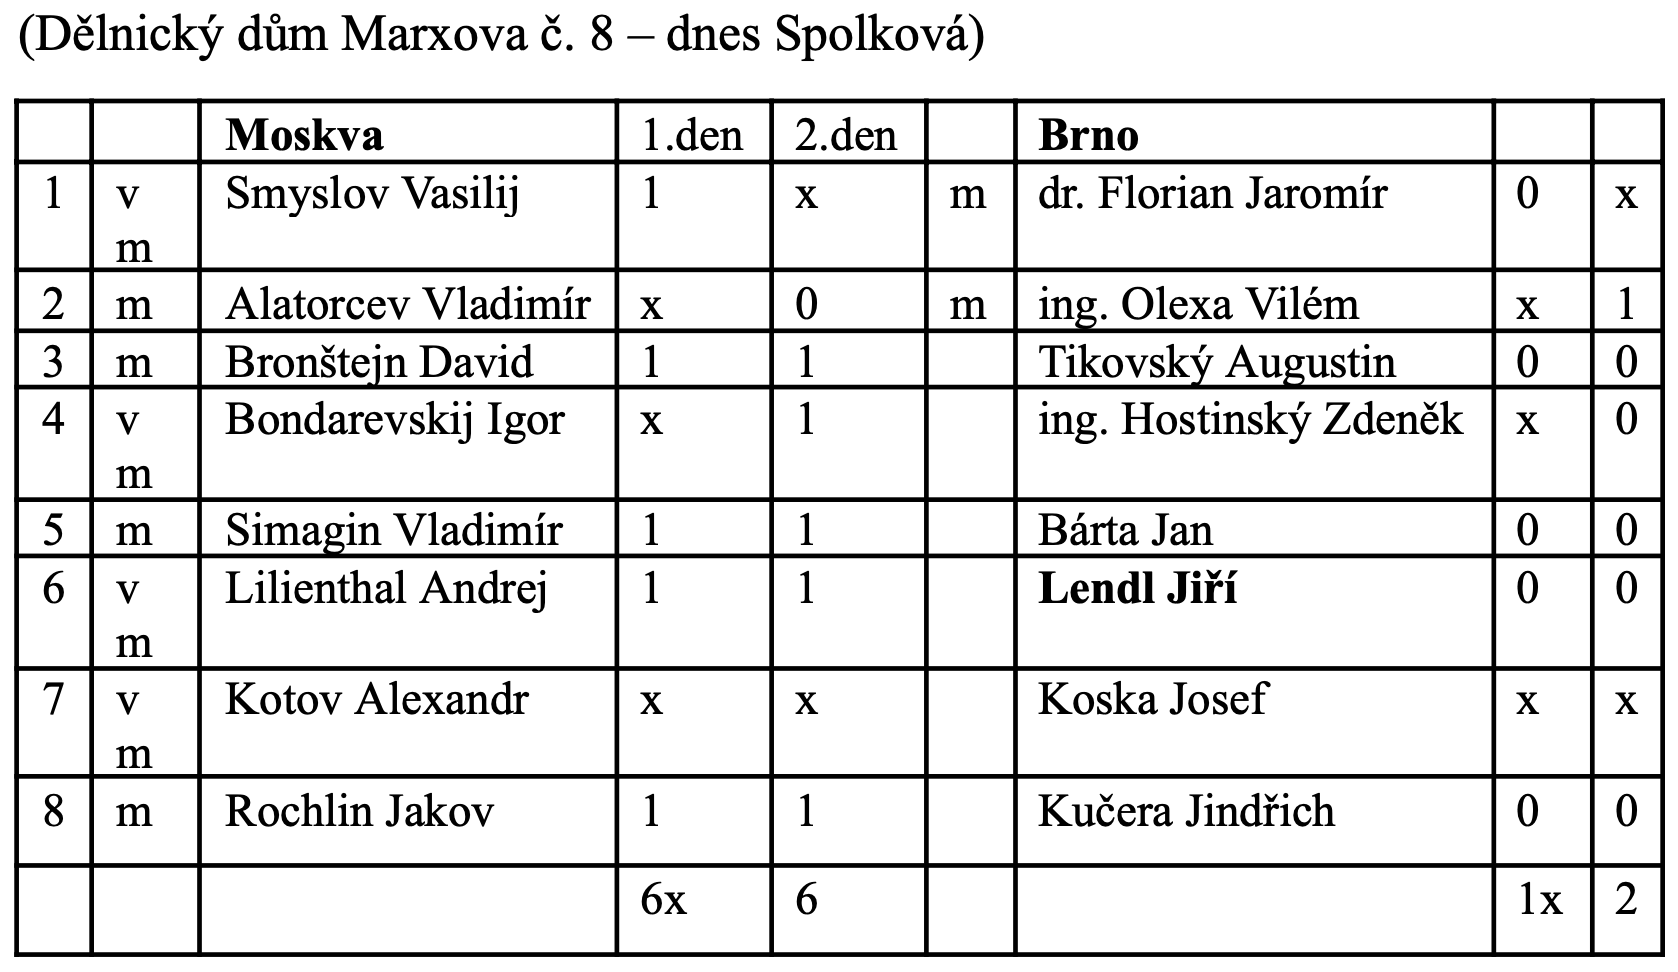 (Dělnický dům Marxova č. 8 – dnes Spolková)
Moskva 1.den 2.den Brno
1 v m Smyslov Vasilij 1 x m dr. Florian Jaromír 0 x
2 m Alatorcev Vladimír x 0 m ing. Olexa Vilém x 1
3 m Bronštejn David 1 1 Tikovský Augustin 0 0
4 v m Bondarevskij Igor x 1 ing. Hostinský Zdeněk x 0
5 m Simagin Vladimír 1 1 Bárta Jan 0 0
6 v m Lilienthal Andrej 1 1 Lendl Jiří 0 0
7 v m Kotov Alexandr x x Koska Josef x x
8 m Rochlin Jakov 1 1 Kučera Jindřich 0 0
6x 6 1x 2